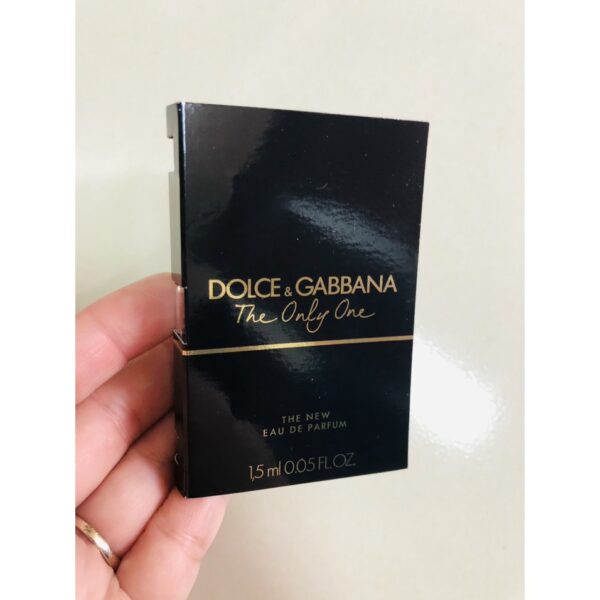 DOLCE & GABBANA
The Only One
THE NEW
EAU DE PARFUM
1,5 ml 0.05 FL.OZ.